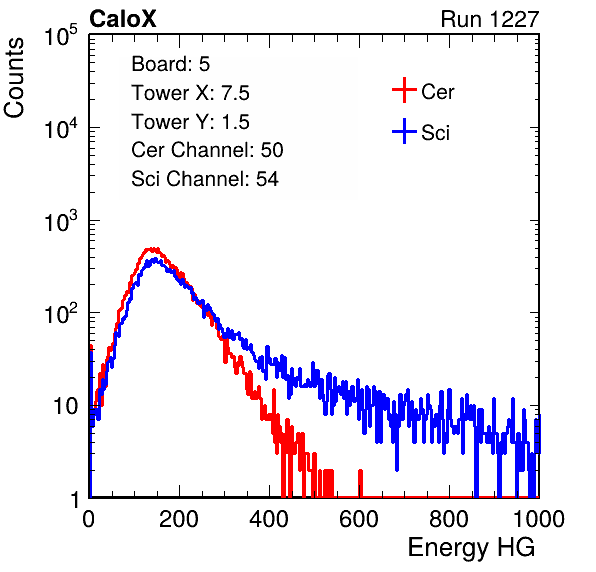 CaloX Run 1227
Counts
Board: 5
Tower X: 7.5
Tower Y: 1.5
Cer Channel: 50
Sci Channel: 54
Cer
Sci
10^5
10^4
10^3
10^2
10
1
0 200 400 600 800 1000
Energy HG